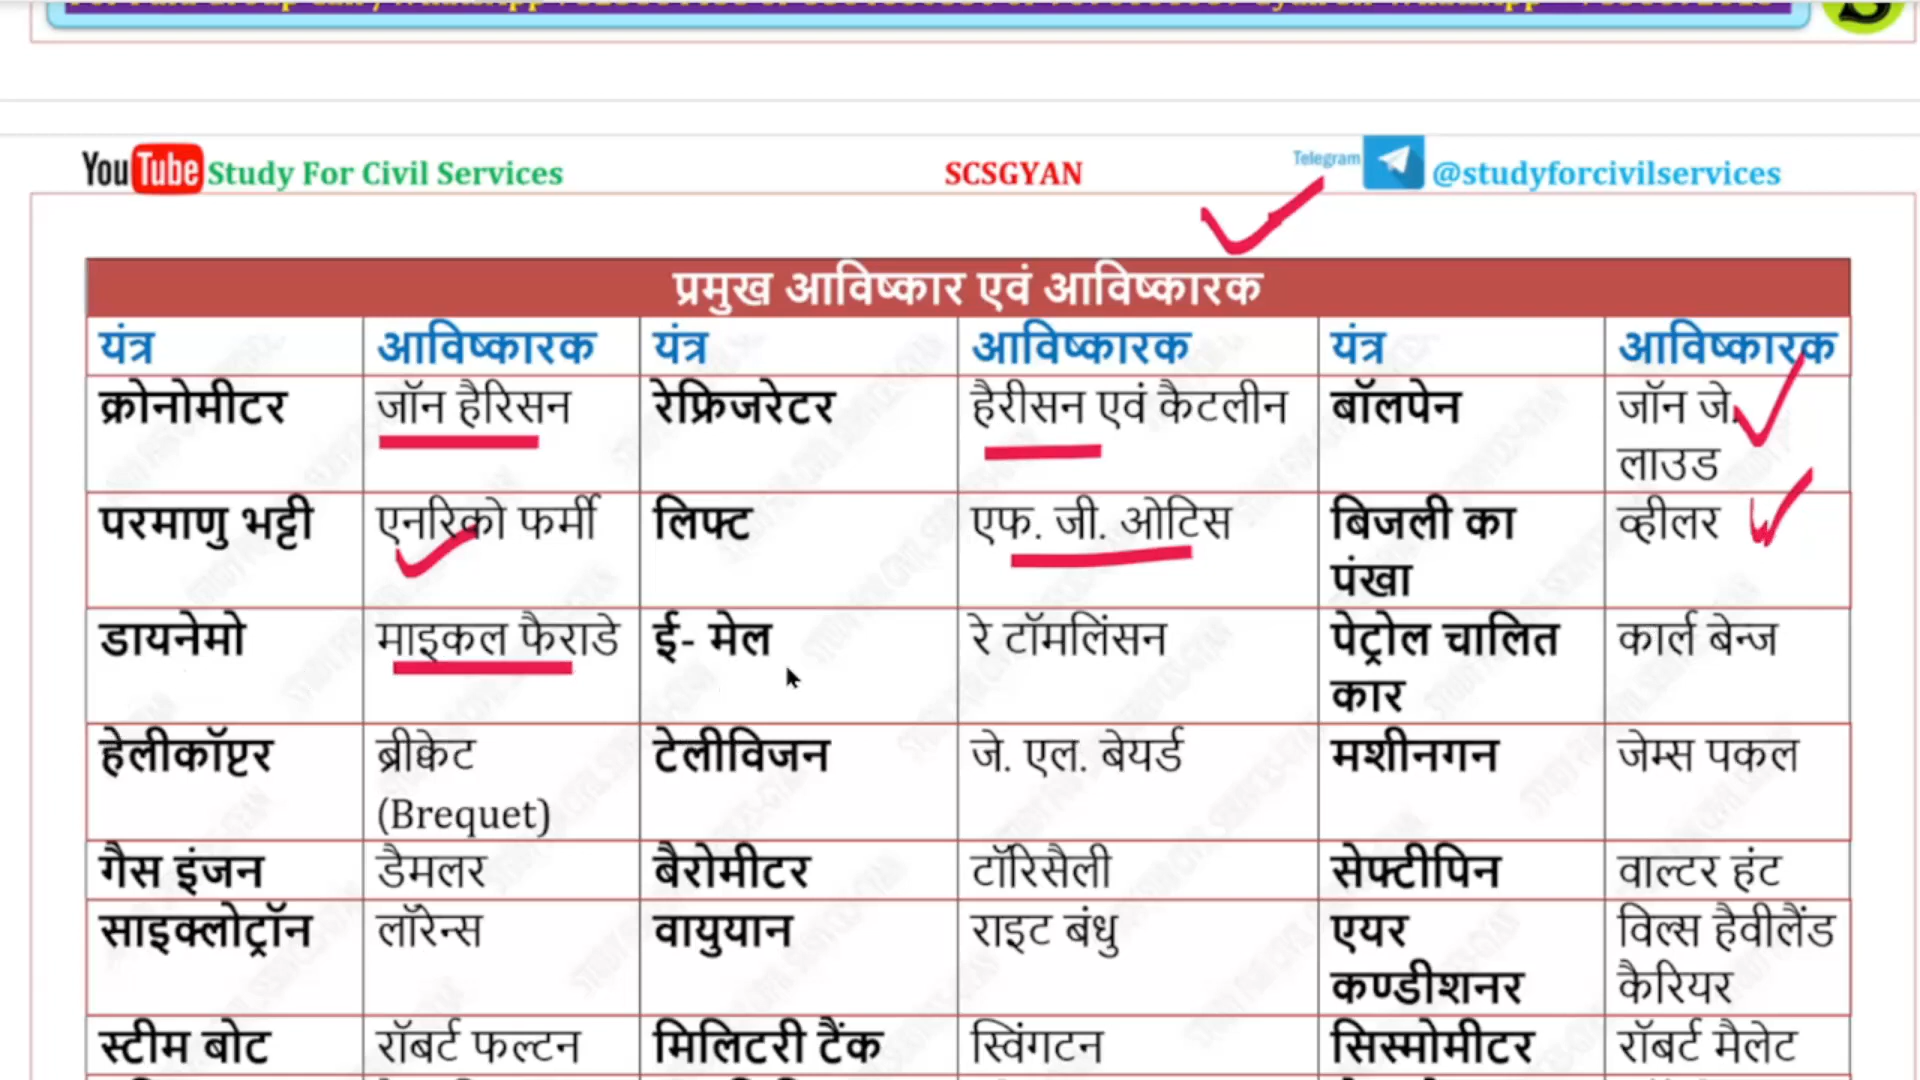 You Tube Study For Civil Services SCSGYAN Telegram @studyforcivilservices
प्रमुख आविष्कार एवं आविष्कारक
यंत्र आविष्कारक यंत्र आविष्कारक यंत्र आविष्कारक
क्रोनोमीटर जॉन हैरिसन रेफ्रिजरेटर हैरीसन एवं कैटलीन बॉलपेन जॉन जे.
लाउड
परमाणु भट्टी एनरिको फर्मी लिफ्ट एफ. जी. ओटिस बिजली का व्हीलर
पंखा
डायनेमो माइकल फैराडे ई- मेल रे टॉमलिंसन पेट्रोल चालित कार्ल बेन्ज
कार
हेलीकॉप्टर ब्रीक्वेट टेलीविजन जे. एल. बेयर्ड मशीनगन जेम्स पकल
(Brequet)
गैस इंजन डैमलर बैरोमीटर टॉरिसैली सेफ्टीपिन वाल्टर हंट
साइक्लोट्रॉन लॉरेन्स वायुयान राइट बंधु एयर विल्स हैवीलैंड
कण्डीशनर कैरियर
स्टीम बोट रॉबर्ट फल्टन मिलिटरी टैंक स्विंगटन सिस्मोमीटर रॉबर्ट मैलेट